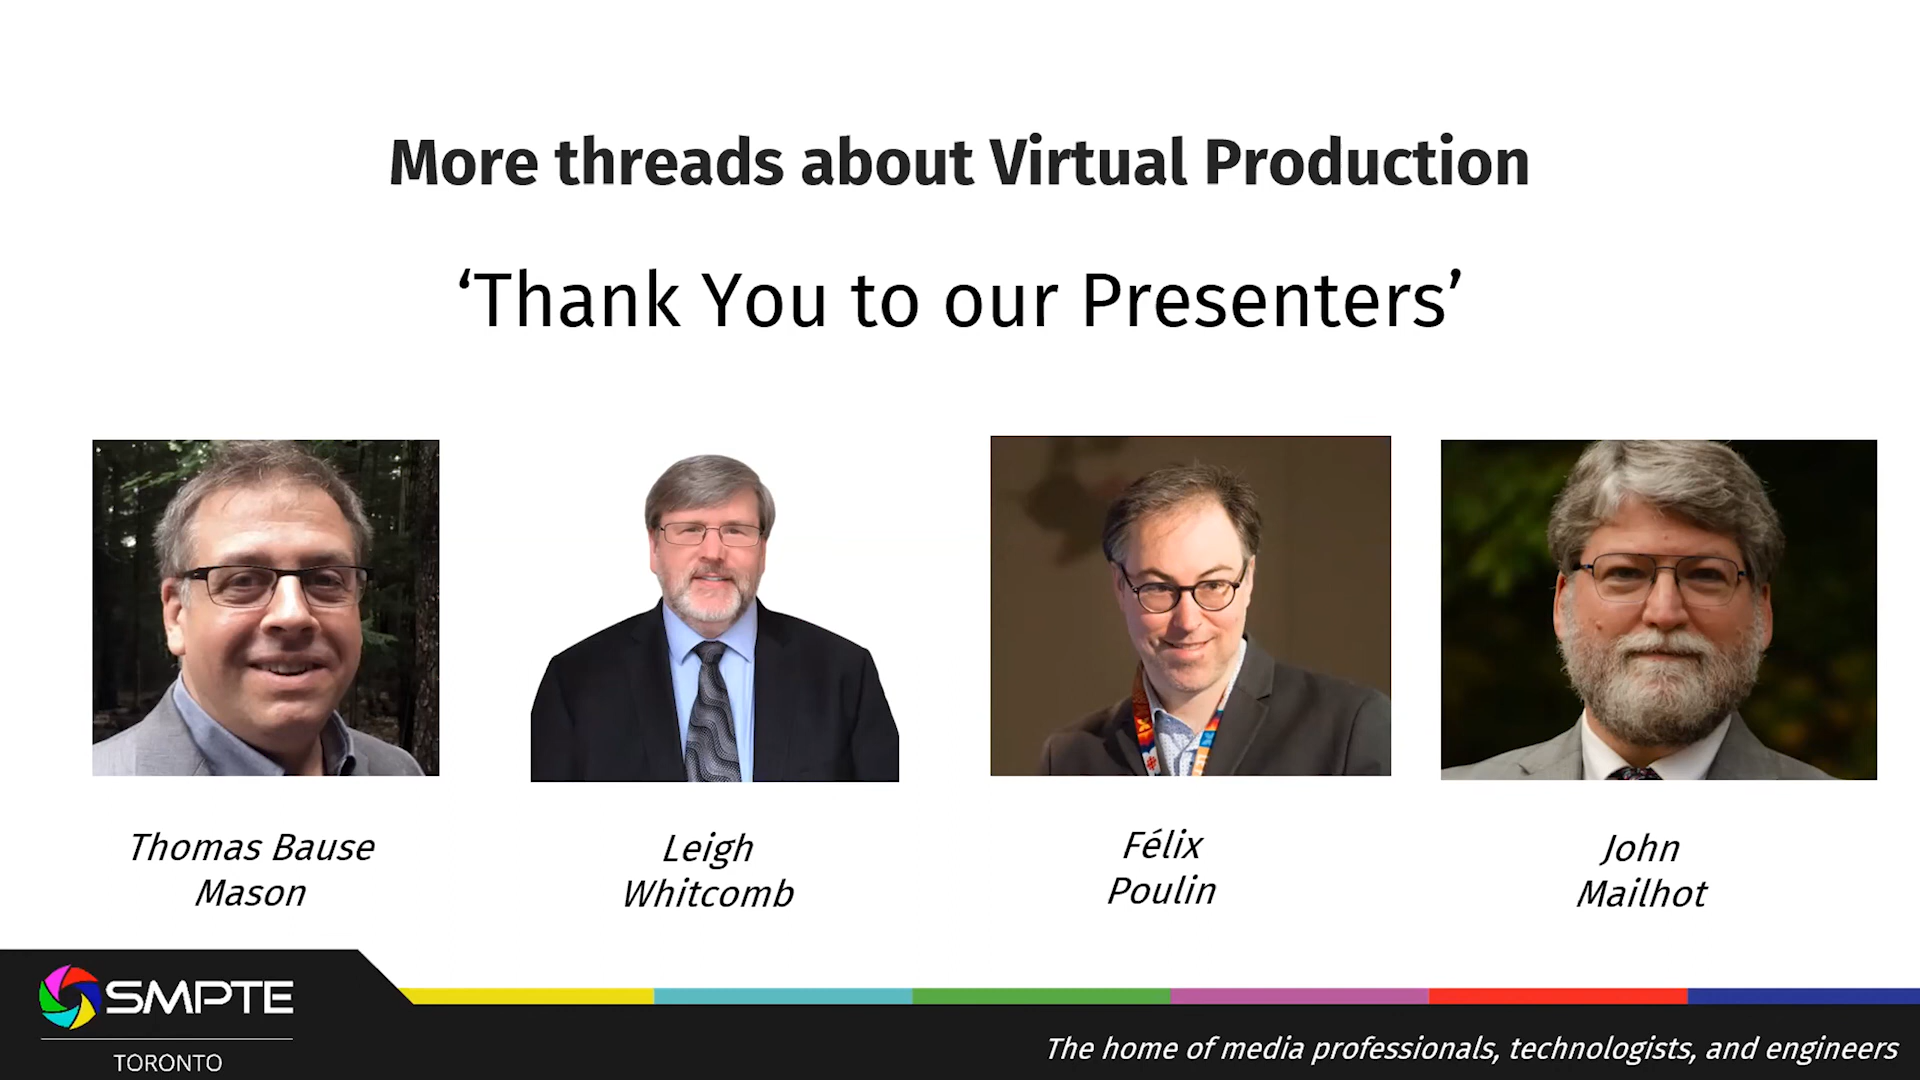 More threads about Virtual Production
‘Thank You to our Presenters’
Thomas Bause
Mason
Leigh
Whitcomb
Félix
Poulin
John
Mailhot
SMPTE
TORONTO
The home of media professionals, technologists, and engineers